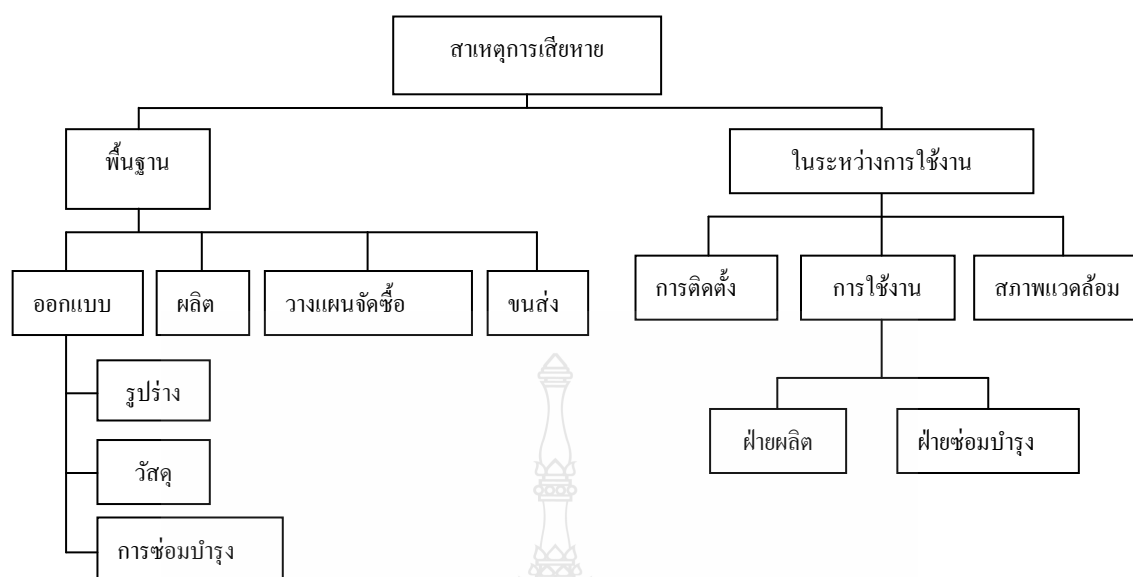 สาเหตุการเสียหาย
พื้นฐาน
ในระหว่างการใช้งาน
ออกแบบ
ผลิต
วางแผนจัดซื้อ
ขนส่ง
การติดตั้ง
การใช้งาน
สภาพแวดล้อม
รูปร่าง
วัสดุ
การซ่อมบำรุง
ฝ่ายผลิต
ฝ่ายซ่อมบำรุง